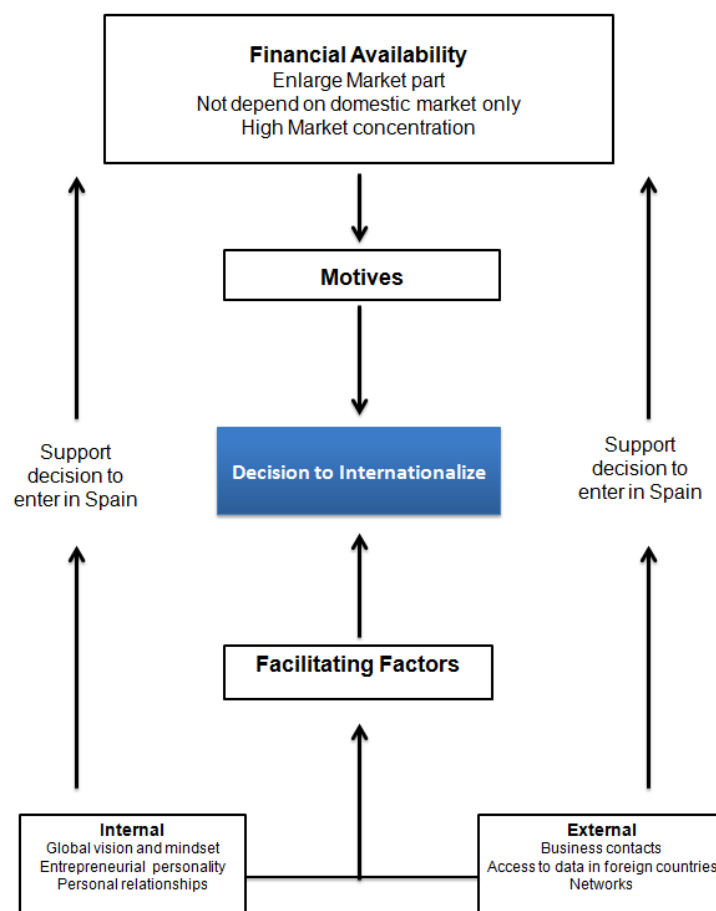 Financial Availability
Enlarge Market part
Not depend on domestic market only
High Market concentration
Motives
Support
decision to
enter in Spain
Decision to Internationalize
Support
decision to
enter in Spain
Facilitating Factors
Internal
Global vision and mindset
Entrepreneurial personality
Personal relationships
External
Business contacts
Access to data in foreign countries
Networks